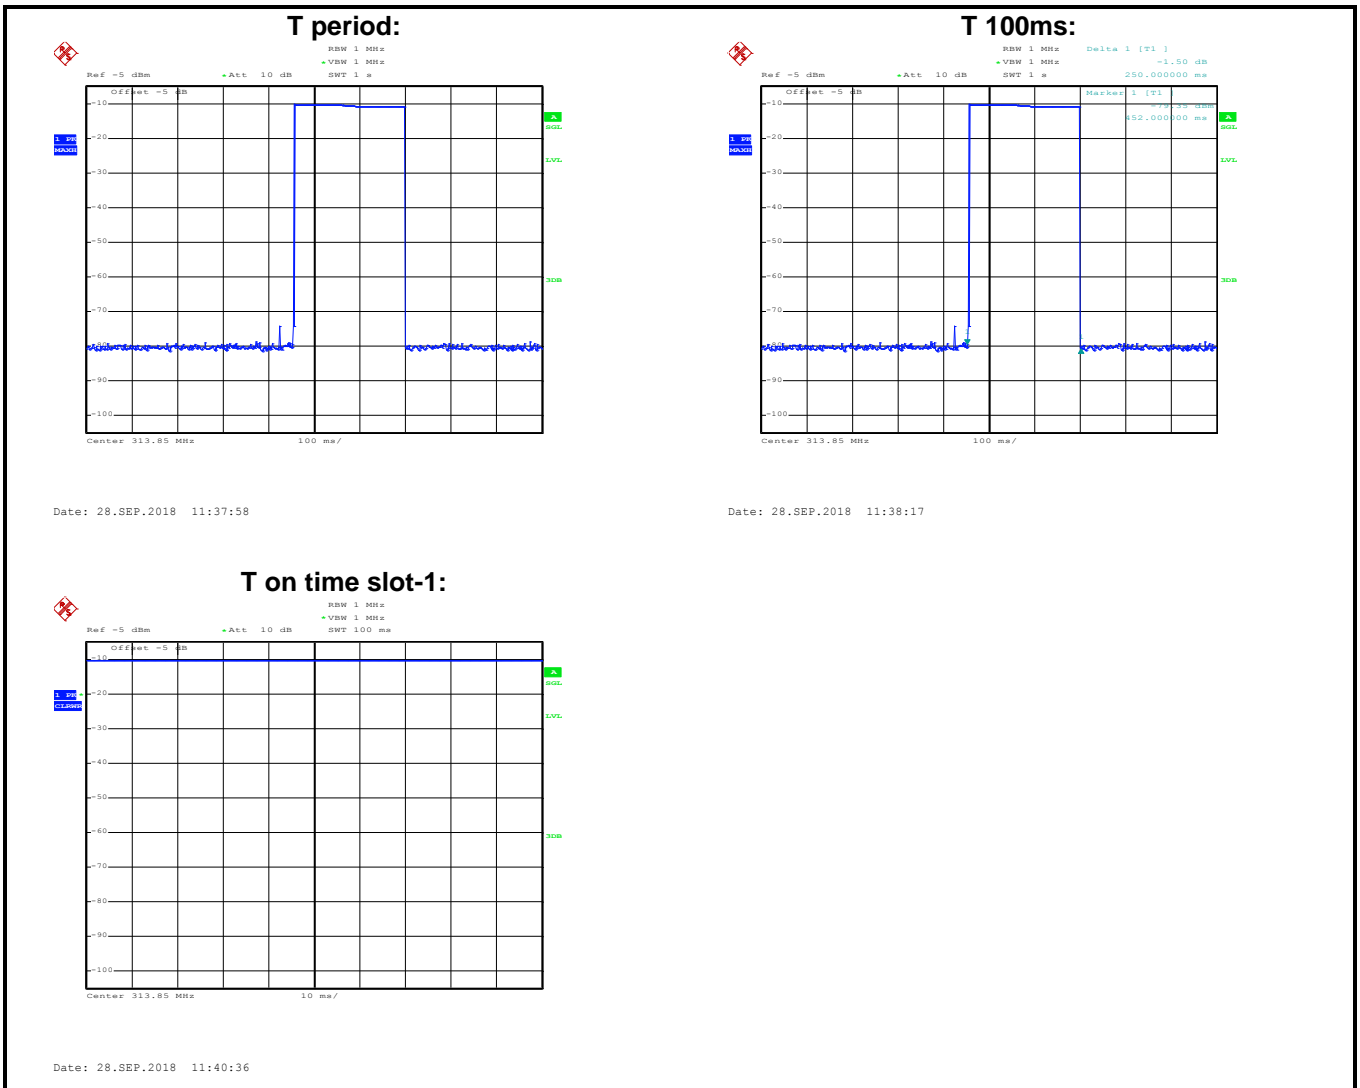 T period:
RBW 1 MHz
*VBW 1 MHz
Ref -5 dBm *Att 10 dB SWT 1 s
Offset -5 dB
-10
-20
-30
-40
-50
-60
-70
-80
-90
-100
1 PK
MAXH
A
SGL
LVL
3DB
Center 313.85 MHz 100 ms/
Date: 28.SEP.2018 11:37:58
T 100ms:
RBW 1 MHz Delta 1 [T1 ]
*VBW 1 MHz -1.50 dB
Ref -5 dBm *Att 10 dB SWT 1 s 250.000000 ms
Offset -5 dB Marker 1 [T1 ]
-79.35 dBm
452.000000 ms
-10
-20
-30
-40
-50
-60
-70
-80
-90
-100
1 PK
MAXH
A
SGL
LVL
3DB
Center 313.85 MHz 100 ms/
Date: 28.SEP.2018 11:38:17
T on time slot-1:
RBW 1 MHz
*VBW 1 MHz
Ref -5 dBm *Att 10 dB SWT 100 ms
Offset -5 dB
-10
-20
-30
-40
-50
-60
-70
-80
-90
-100
1 PK *
CLRWR
A
SGL
LVL
3DB
Center 313.85 MHz 10 ms/
Date: 28.SEP.2018 11:40:36